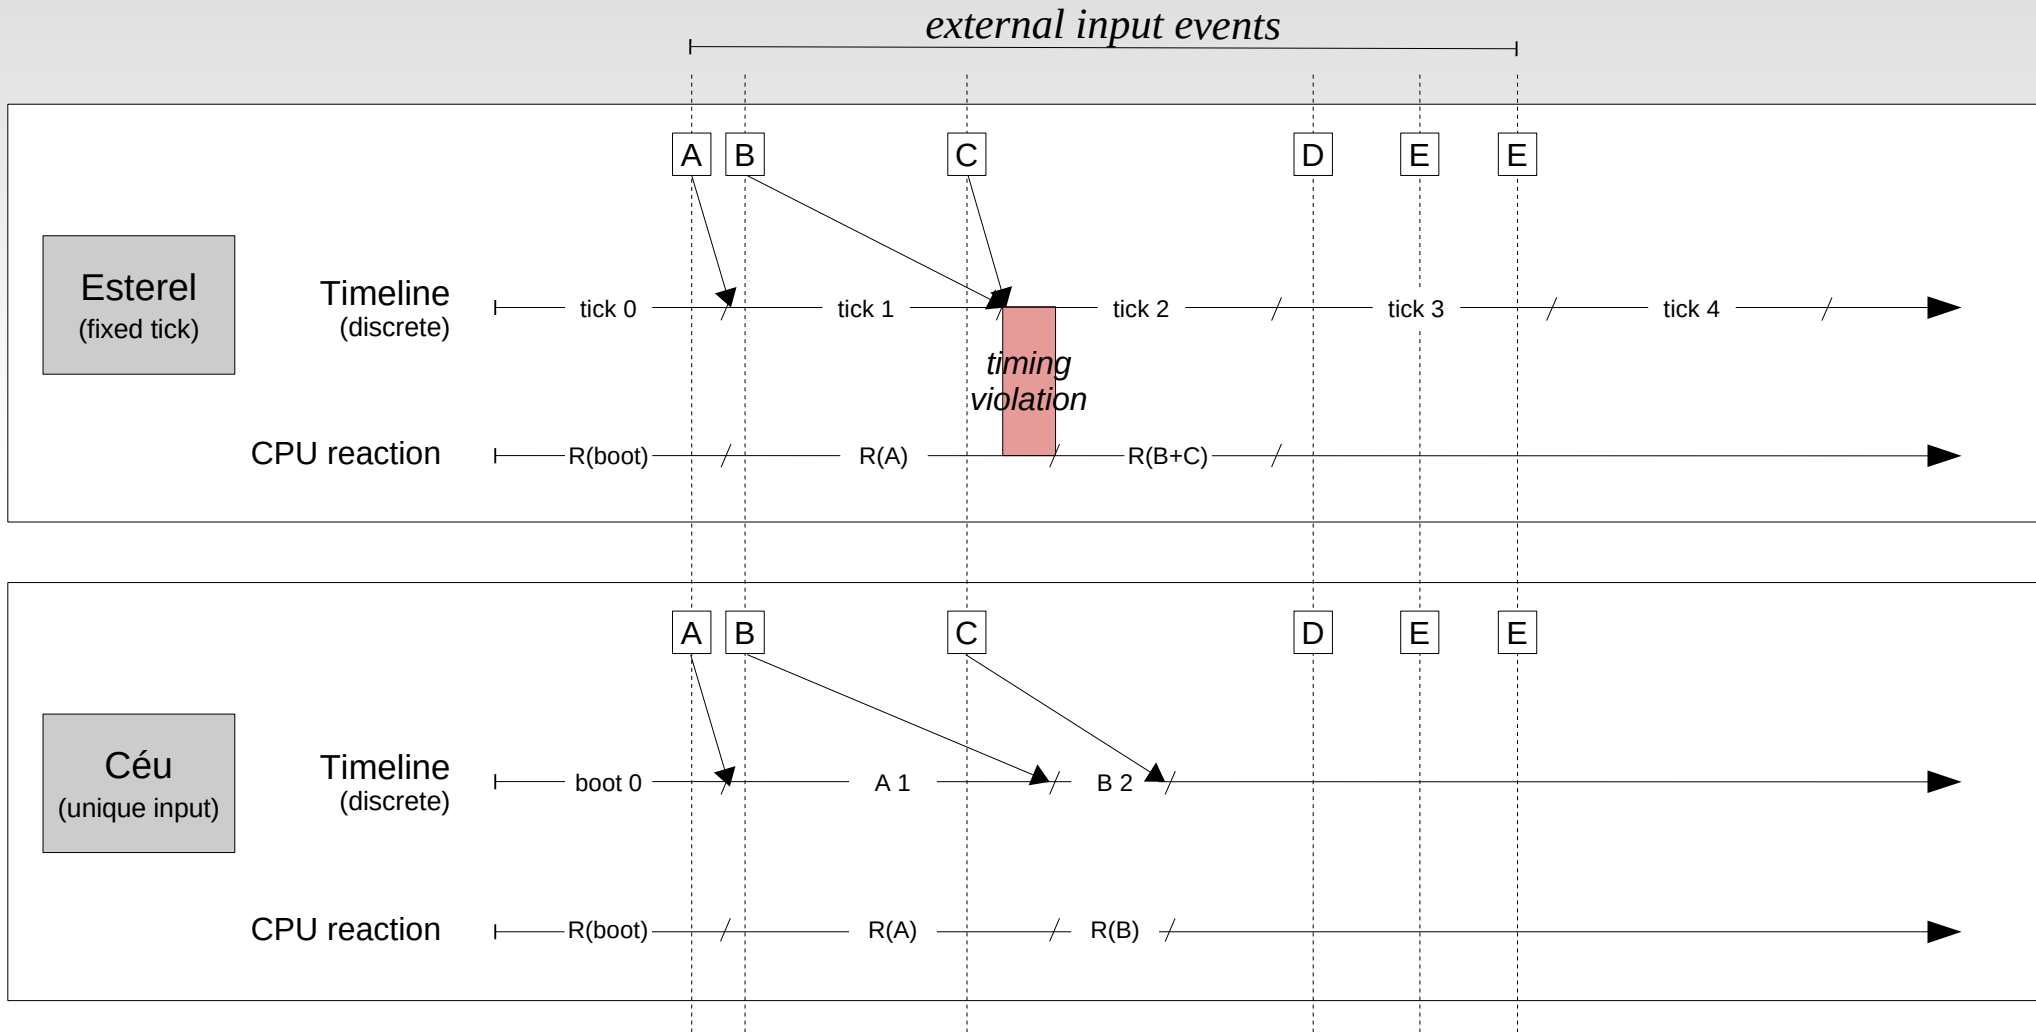 external input events
A B C D E E
Esterel
(fixed tick)
Timeline
(discrete)
tick 0 tick 1 tick 2 tick 3 tick 4
timing
violation
CPU reaction
R(boot) R(A) R(B+C)
A B C D E E
Céu
(unique input)
Timeline
(discrete)
boot 0 A 1 B 2
CPU reaction
R(boot) R(A) R(B)